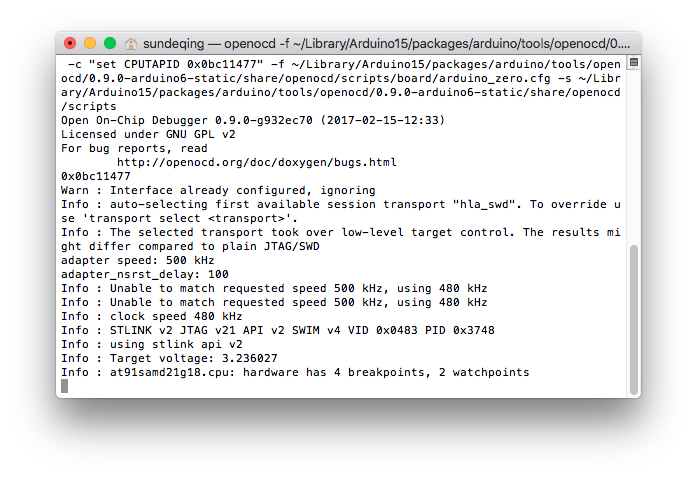 sundeqing — openocd -f ~/Library/Arduino15/packages/arduino/tools/openocd/0....
-c "set CPUTAPID 0x0bc11477" -f ~/Library/Arduino15/packages/arduino/tools/open
ocd/0.9.0-arduino6-static/share/openocd/scripts/board/arduino_zero.cfg -s ~/Libr
ary/Arduino15/packages/arduino/tools/openocd/0.9.0-arduino6-static/share/openocd
/scripts
Open On-Chip Debugger 0.9.0-g932ec70 (2017-02-15-12:33)
Licensed under GNU GPL v2
For bug reports, read
http://openocd.org/doc/doxygen/bugs.html
0x0bc11477
Warn : Interface already configured, ignoring
Info : auto-selecting first available session transport "hla_swd". To override u
se 'transport select <transport>'.
Info : The selected transport took over low-level target control. The results mi
ght differ compared to plain JTAG/SWD
adapter speed: 500 kHz
adapter_nsrst_delay: 100
Info : Unable to match requested speed 500 kHz, using 480 kHz
Info : Unable to match requested speed 500 kHz, using 480 kHz
Info : clock speed 480 kHz
Info : STLINK v2 JTAG v21 API v2 SWIM v4 VID 0x0483 PID 0x3748
Info : using stlink api v2
Info : Target voltage: 3.236027
Info : at91samd21g18.cpu: hardware has 4 breakpoints, 2 watchpoints